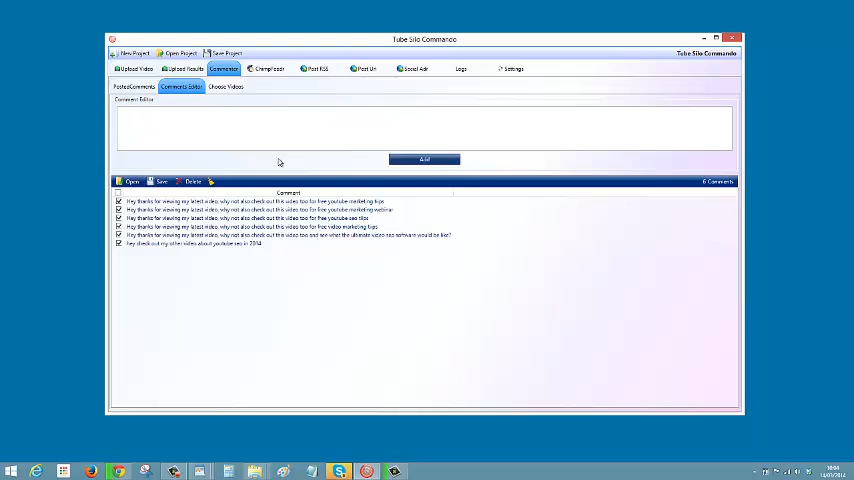 Tube Silo Commando
New Project Open Project Save Project Tube Silo Commando
Upload Video Upload Results Commenter ChimpFeedr Post RSS Post Url Social Adr Logs Settings
PostedComments Comments Editor Choose Videos
Comment Editor
Add
Open Save Delete 6 Comments
Comment
Hey thanks for viewing my latest video, why not also check out this video too for free youtube marketing tips
Hey thanks for viewing my latest video, why not also check out this video too for free youtube marketing webinar
Hey thanks for viewing my latest video, why not also check out this video too for free youtube seo tips
Hey thanks for viewing my latest video, why not also check out this video too for free video marketing tips
Hey thanks for viewing my latest video, why not also check out this video too and see what the ultimate video seo software would be like?
hey check out my other video about youtube seo in 2014
18:04
14/03/2014